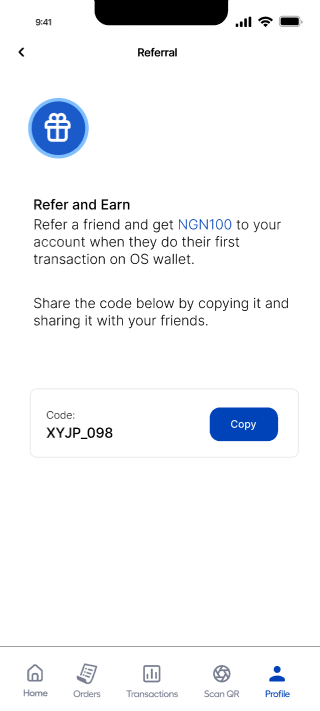 9:41
Referral
Refer and Earn
Refer a friend and get NGN100 to your
account when they do their first
transaction on OS wallet.
Share the code below by copying it and
sharing it with your friends.
Code:
XYJP_098
Copy
Home
Orders
Transactions
Scan QR
Profile